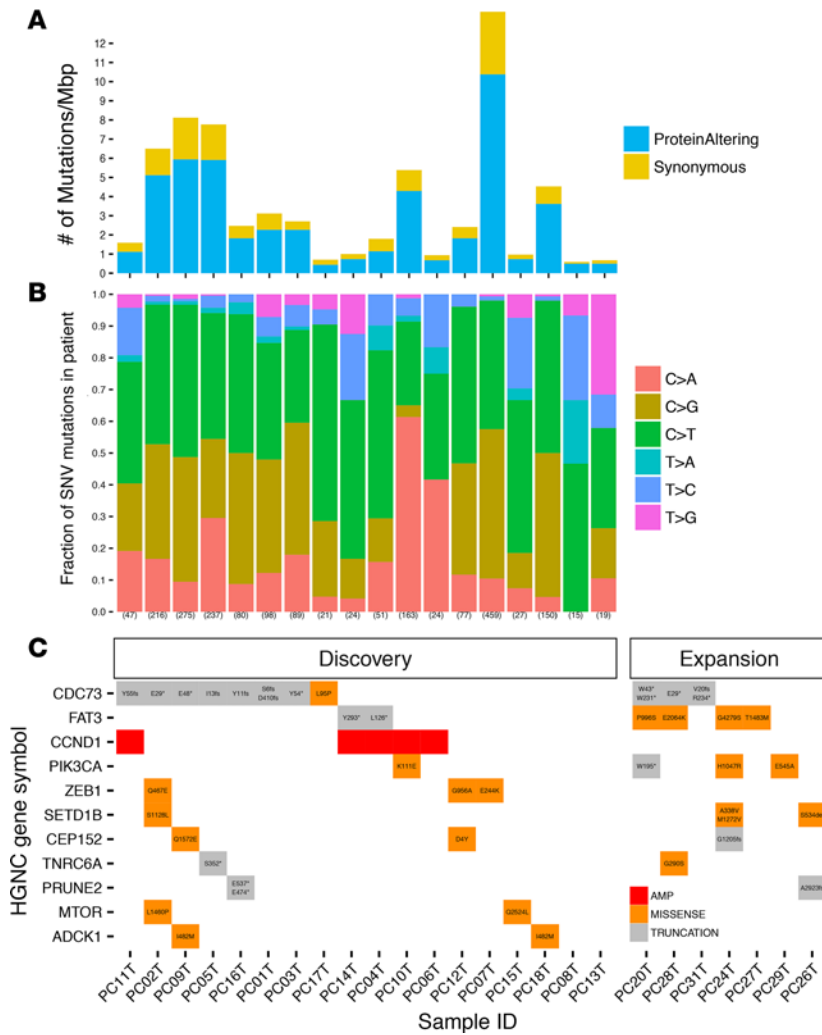 A
# of Mutations/Mbp
12
11
10
9
8
7
6
5
4
3
2
1
0
ProteinAltering
Synonymous
B
Fraction of SNV mutations in patient
1.0
0.9
0.8
0.7
0.6
0.5
0.4
0.3
0.2
0.1
0.0
(47) (216) (275) (237) (80) (98) (89) (21) (24) (51) (163) (24) (77) (459) (27) (150) (15) (19)
C>A
C>G
C>T
T>A
T>C
T>G
C
Discovery
Expansion
HGNC gene symbol
CDC73 Y55fs E29* E48* I13fs Y11fs S6fs Y54* L95P W43* E29* V20fs
D410fs W231* R234*
FAT3 Y293* L128* P996S E2064K G4279S T1483M
CCND1
PIK3CA K111E W195* H1047R E545A
ZEB1 Q487E G956A E244K
SETD1B S1128L A338V S534de
M1272V
CEP152 Q1572E D4Y G1205fs
TNRC6A S352* G290S
PRUNE2 E537* A2923f
E474*
MTOR L1460P Q2524L
ADCK1 I482M I482M
AMP
MISSENSE
TRUNCATION
PC11T PC02T PC09T PC05T PC16T PC01T PC03T PC17T PC14T PC04T PC10T PC06T PC12T PC07T PC15T PC18T PC08T PC13T PC20T PC28T PC31T PC24T PC27T PC29T PC26T
Sample ID